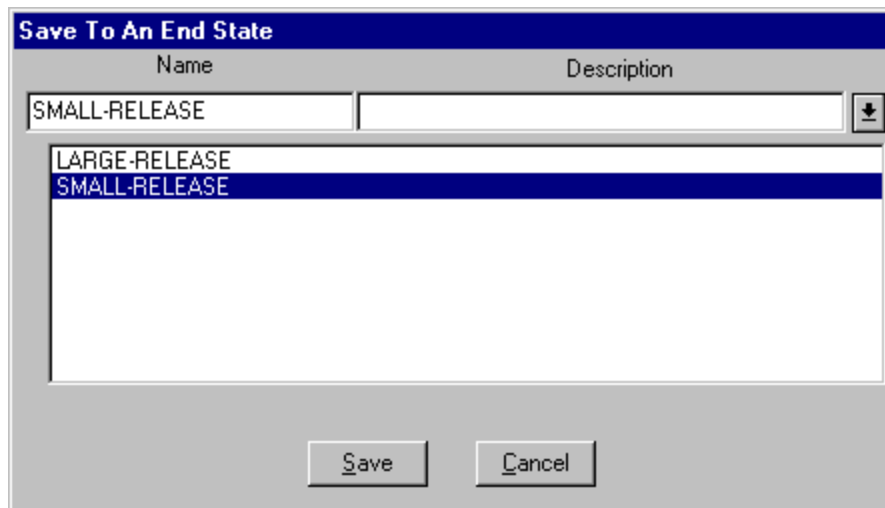 Save To An End State
Name Description
SMALL-RELEASE
LARGE-RELEASE
SMALL-RELEASE
Save Cancel